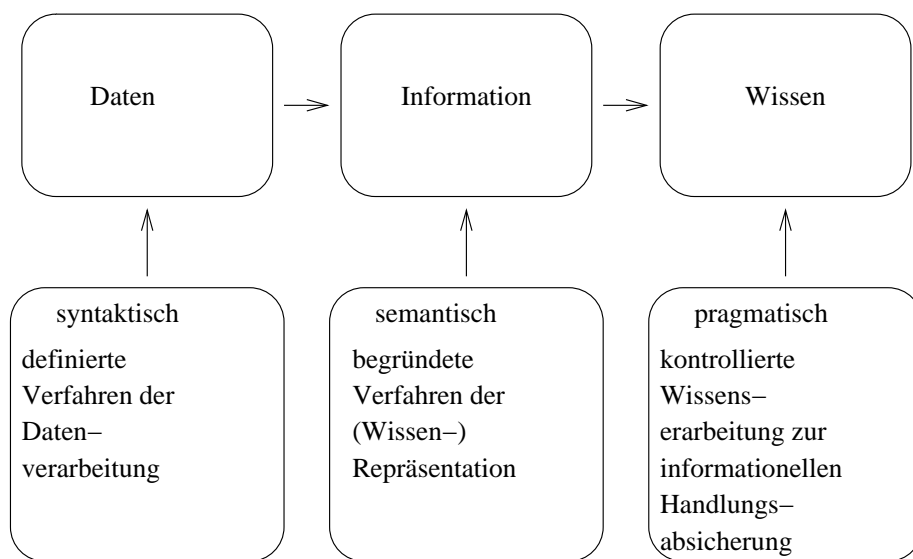 Daten
Information
Wissen
syntaktisch
definierte
Verfahren der
Daten−
verarbeitung
semantisch
begründete
Verfahren der
(Wissen−)
Repräsentation
pragmatisch
kontrollierte
Wissens−
erarbeitung zur
informationellen
Handlungs−
absicherung